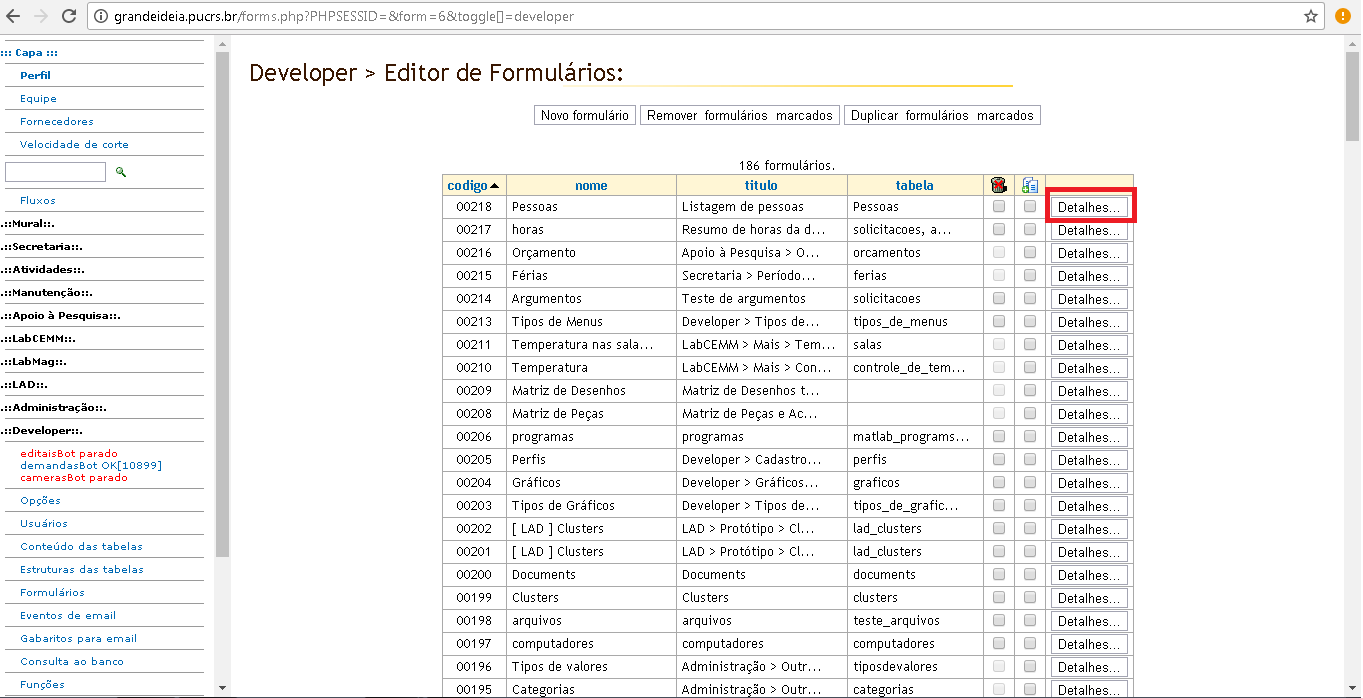 grandeideia.pucrs.br/forms.php?PHPSESSID=&form=6&toggle[]=developer
::: Capa :::
Perfil
Equipe
Fornecedores
Velocidade de corte
Fluxos
.::Mural::.
.::Secretaria::.
.::Atividades::.
.::Manutenção::.
.::Apoio à Pesquisa::.
.::LabCEMM::.
.::LabMag::.
.::LAD::.
.::Administração::.
.::Developer::.
editaisBot parado
demandasBot OK[10899]
camerasBot parado
Opções
Usuários
Conteúdo das tabelas
Estruturas das tabelas
Formulários
Eventos de email
Gabaritos para email
Consulta ao banco
Funções
Developer > Editor de Formulários:
Novo formulário Remover formulários marcados Duplicar formulários marcados
186 formulários.
codigo nome titulo tabela
00218 Pessoas Listagem de pessoas Pessoas Detalhes...
00217 horas Resumo de horas da d... solicitacoes, a... Detalhes...
00216 Orçamento Apoio à Pesquisa > O... orcamentos Detalhes...
00215 Férias Secretaria > Período... ferias Detalhes...
00214 Argumentos Teste de argumentos solicitacoes Detalhes...
00213 Tipos de Menus Developer > Tipos de... tipos_de_menus Detalhes...
00211 Temperatura nas sala... LabCEMM > Mais > Tem... salas Detalhes...
00210 Temperatura LabCEMM > Mais > Con... controle_de_tem... Detalhes...
00209 Matriz de Desenhos Matriz de Desenhos t... Detalhes...
00208 Matriz de Peças Matriz de Peças e Ac... Detalhes...
00206 programas programas matlab_programs... Detalhes...
00205 Perfis Developer > Cadastro... perfis Detalhes...
00204 Gráficos Developer > Gráficos... graficos Detalhes...
00203 Tipos de Gráficos Developer > Tipos de... tipos_de_grafic... Detalhes...
00202 [ LAD ] Clusters LAD > Protótipo > Cl... lad_clusters Detalhes...
00201 [ LAD ] Clusters LAD > Protótipo > Cl... lad_clusters Detalhes...
00200 Documents Documents documents Detalhes...
00199 Clusters Clusters clusters Detalhes...
00198 arquivos arquivos teste_arquivos Detalhes...
00197 computadores computadores computadores Detalhes...
00196 Tipos de valores Administração > Outr... tiposdevalores Detalhes...
00195 Categorias Administração > Outr... categorias Detalhes...